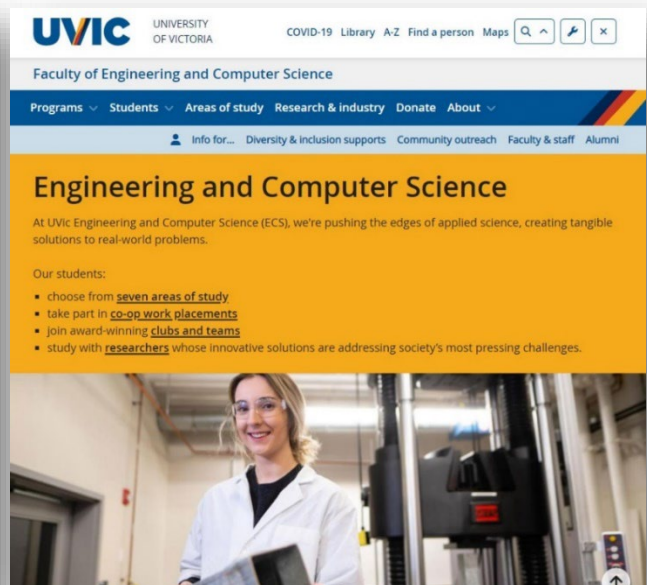 UVIC UNIVERSITY OF VICTORIA
COVID-19 Library A-Z Find a person Maps
Faculty of Engineering and Computer Science
Programs Students Areas of study Research & industry Donate About
Info for... Diversity & inclusion supports Community outreach Faculty & staff Alumni
Engineering and Computer Science
At UVic Engineering and Computer Science (ECS), we're pushing the edges of applied science, creating tangible
solutions to real-world problems.
Our students:
▪ choose from seven areas of study
▪ take part in co-op work placements
▪ join award-winning clubs and teams
▪ study with researchers whose innovative solutions are addressing society's most pressing challenges.